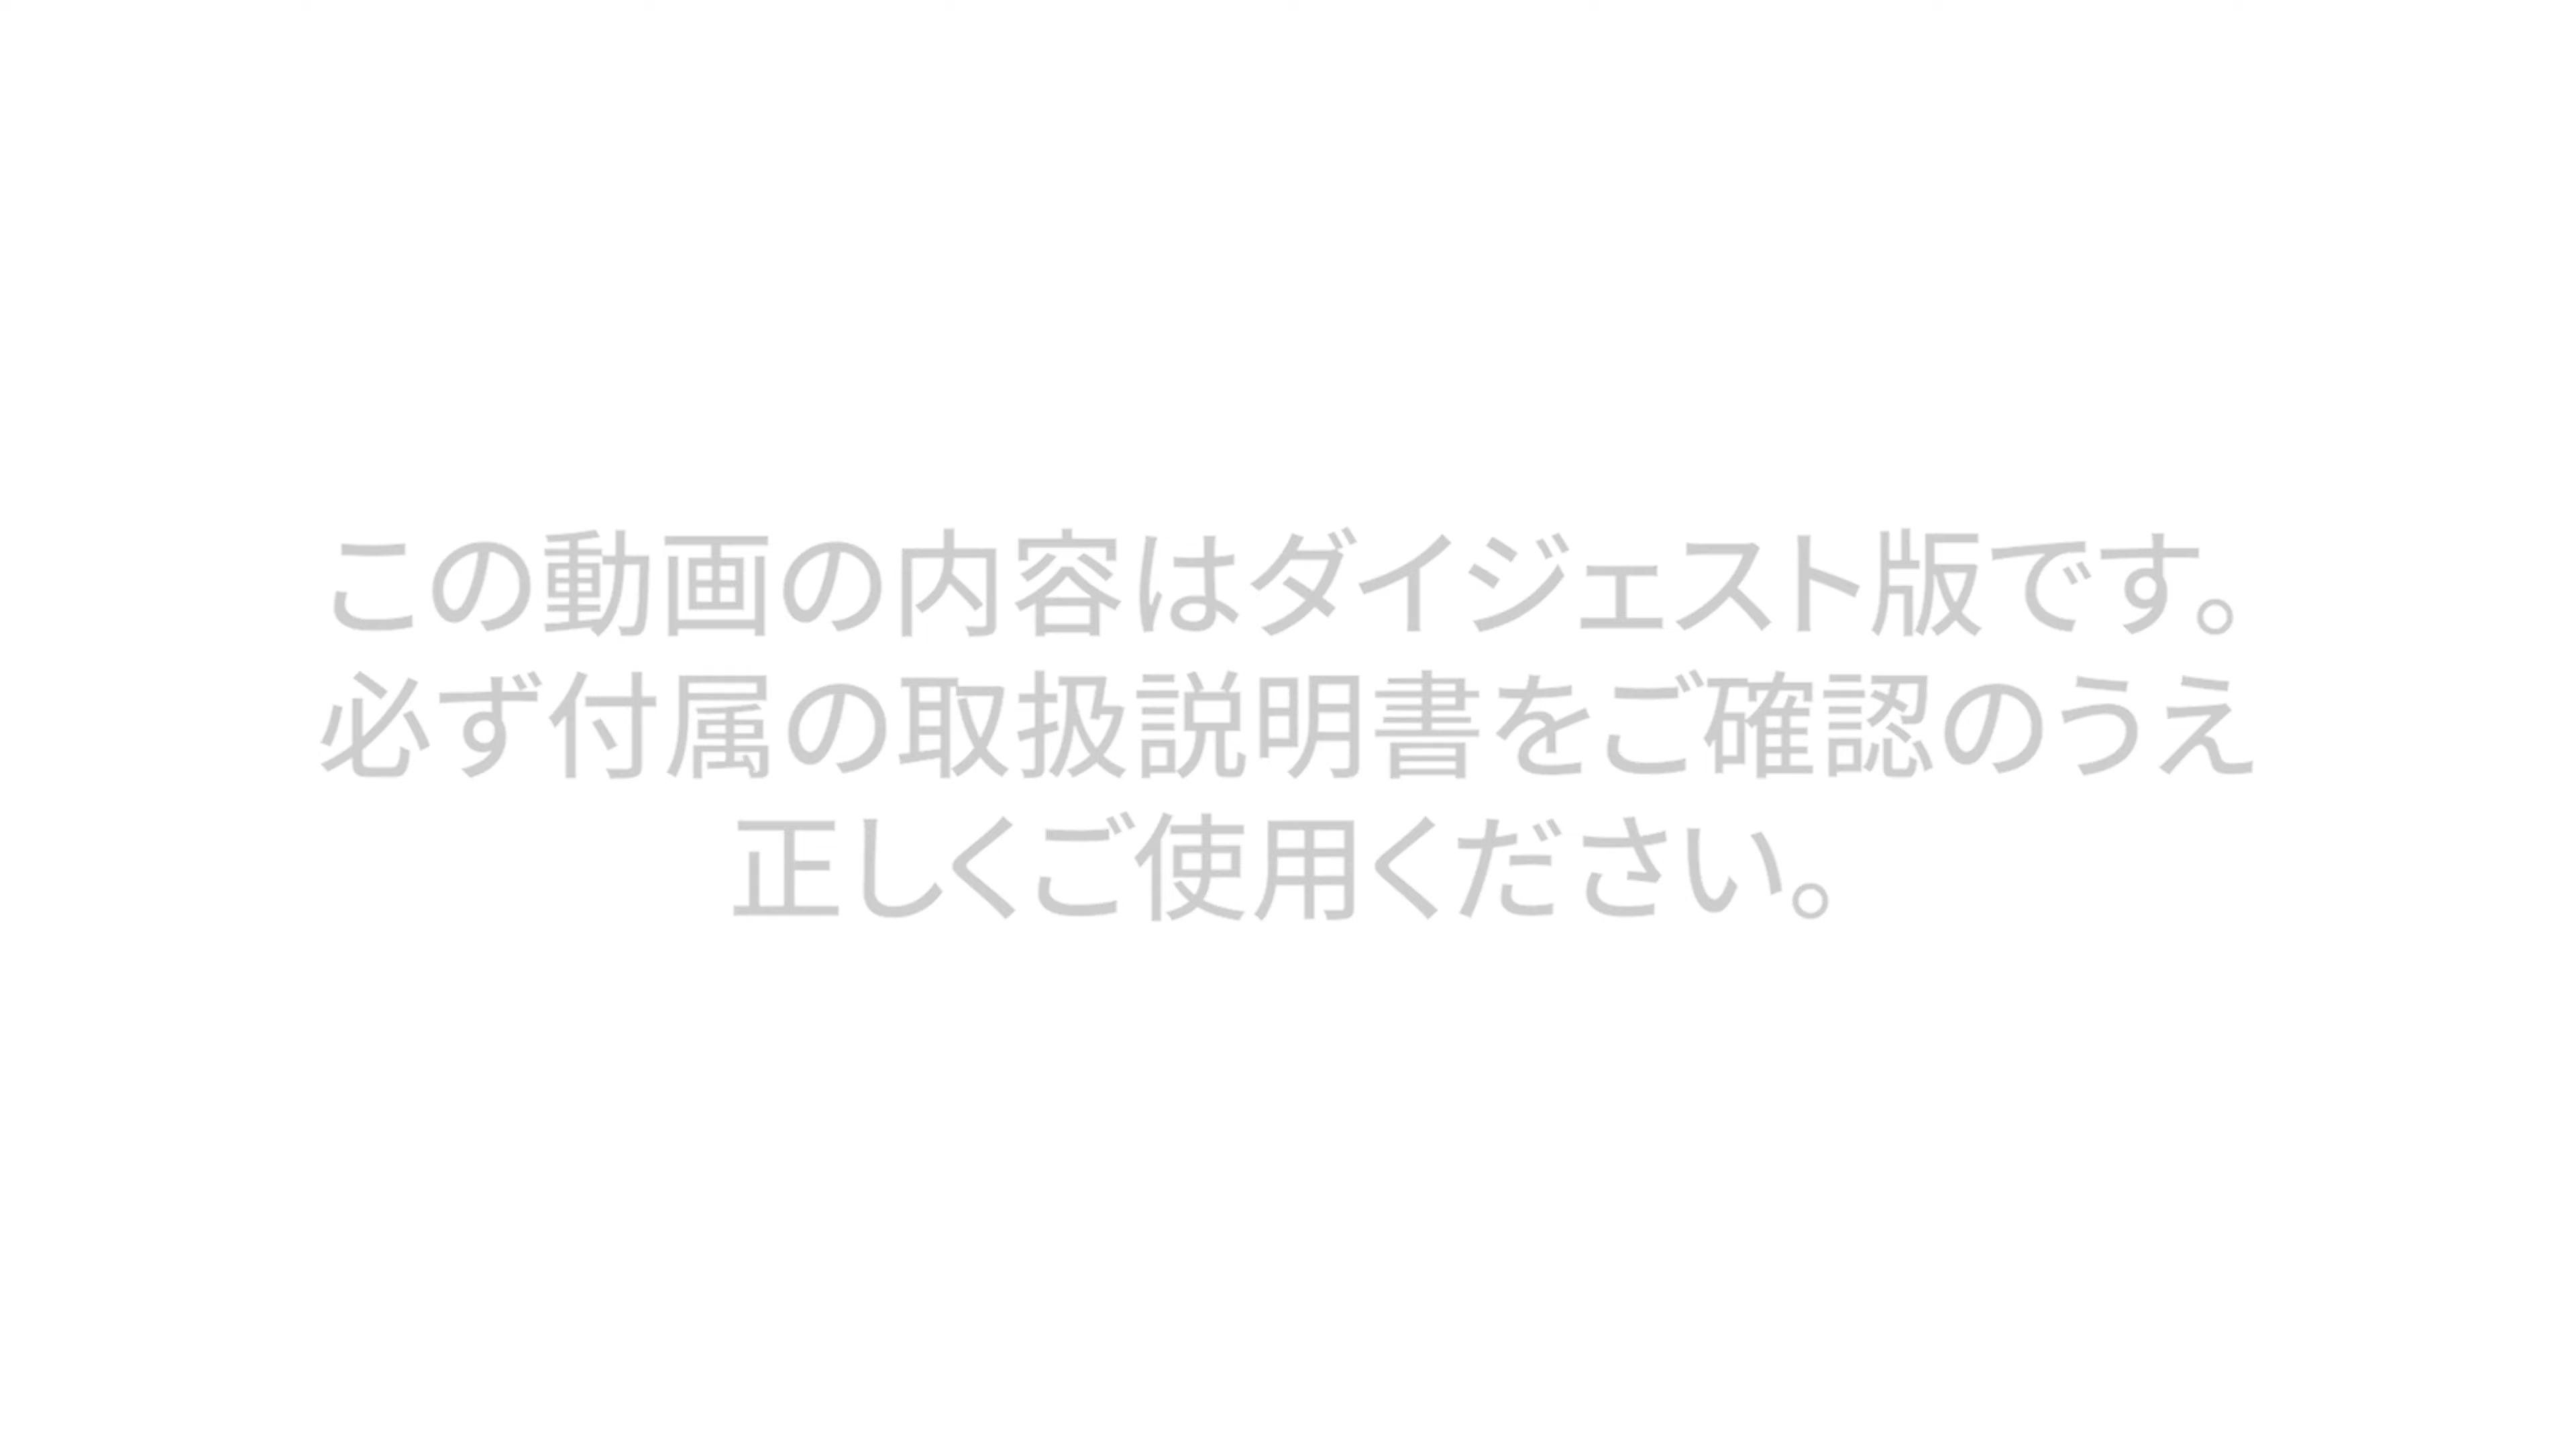 この動画の内容はダイジェスト版です。
必ず付属の取扱説明書をご確認のうえ
正しくご使用ください。